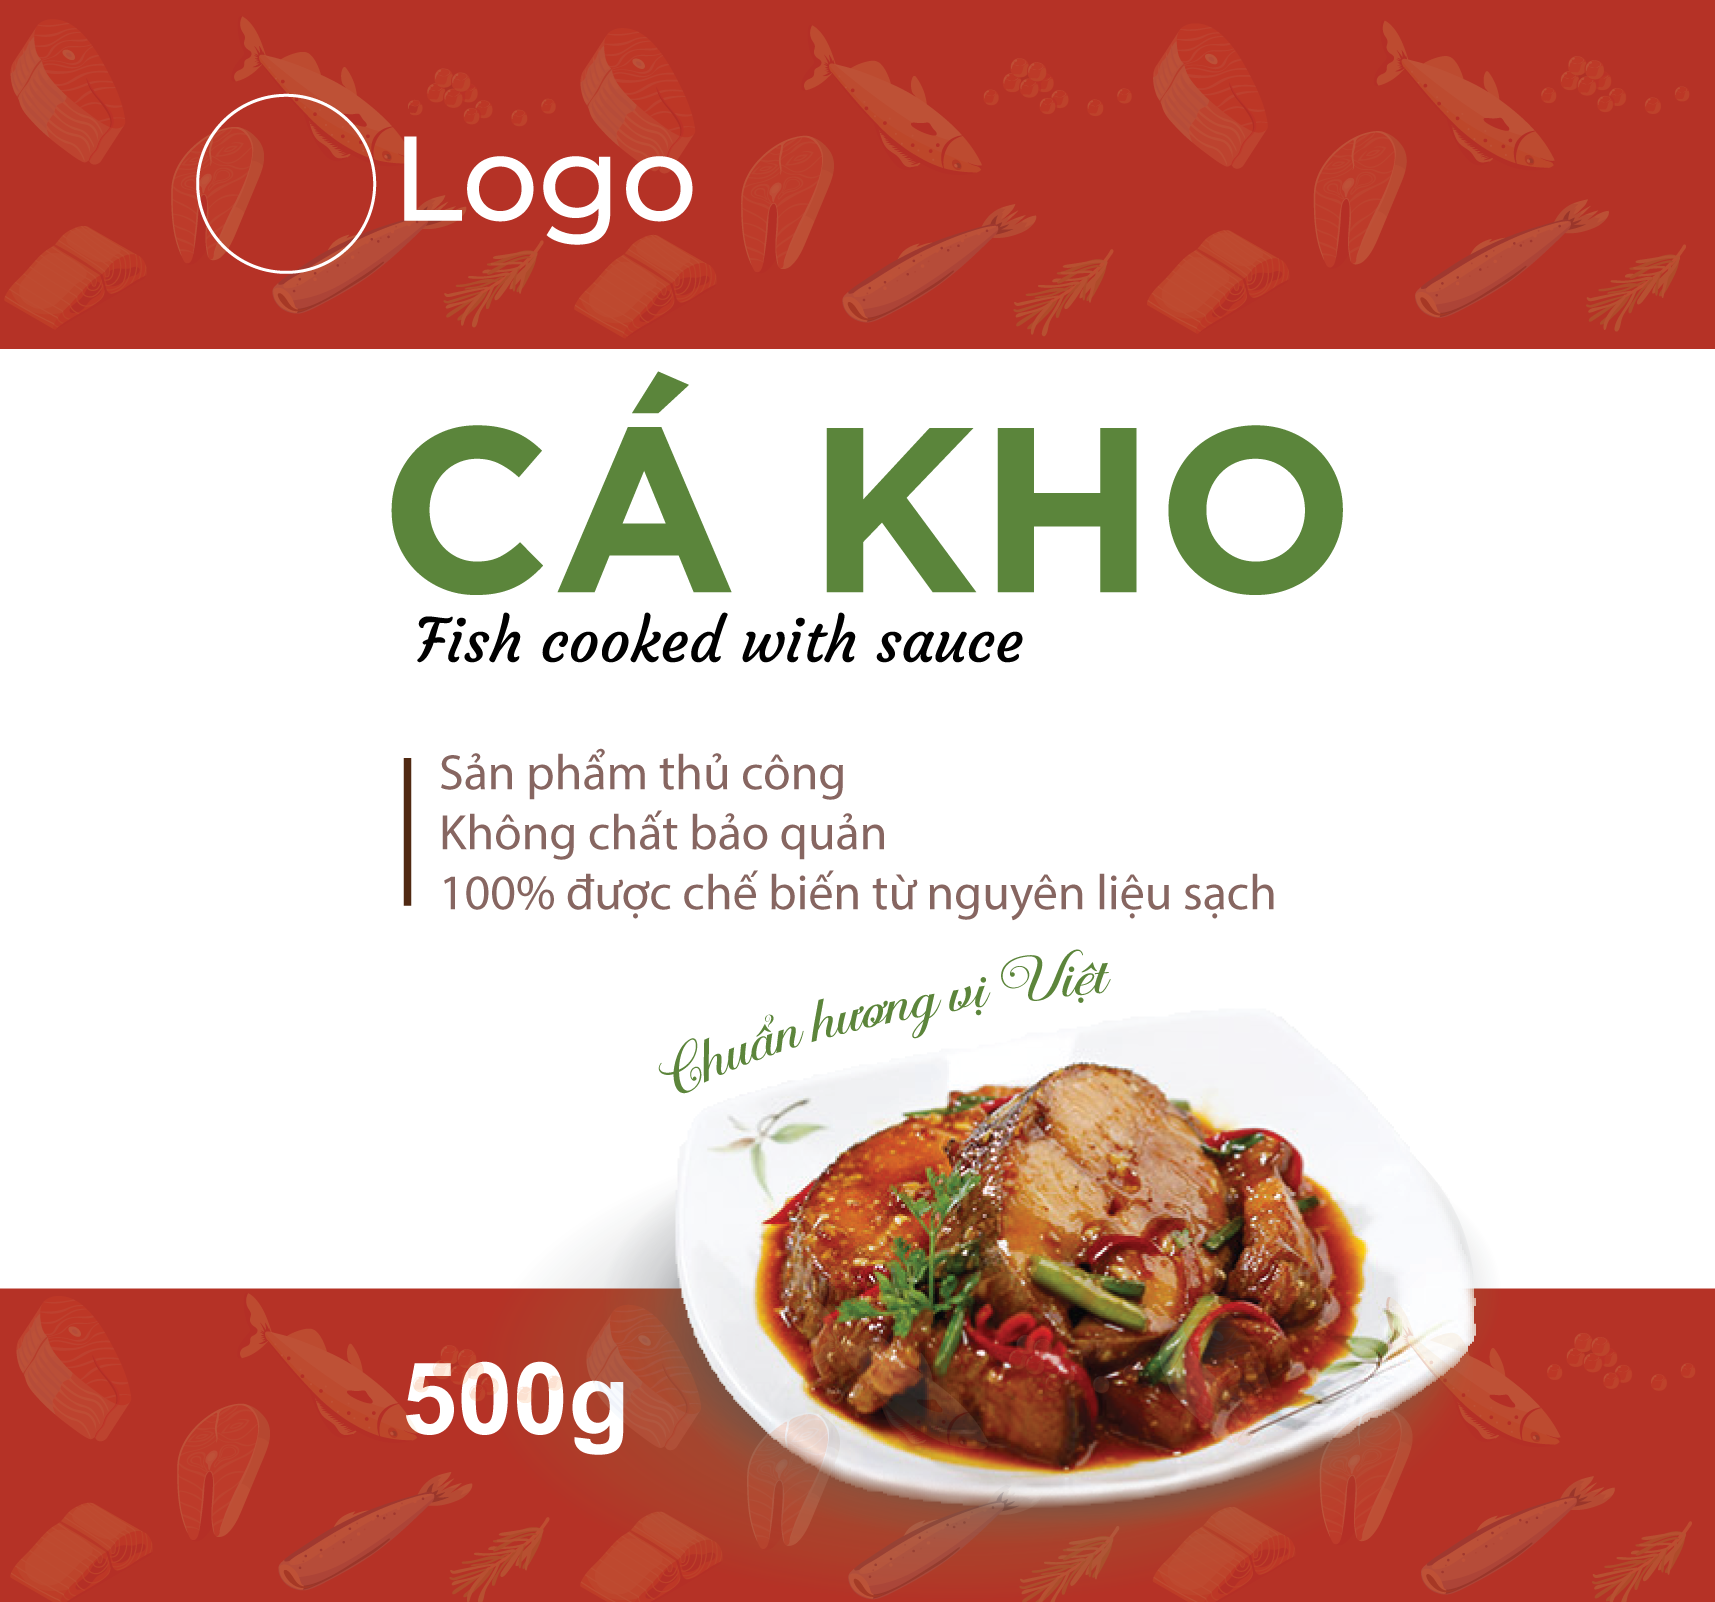 Logo
CÁ KHO
Fish cooked with sauce
Sản phẩm thủ công
Không chất bảo quản
100% được chế biến từ nguyên liệu sạch
Chuẩn hương vị Việt
500g